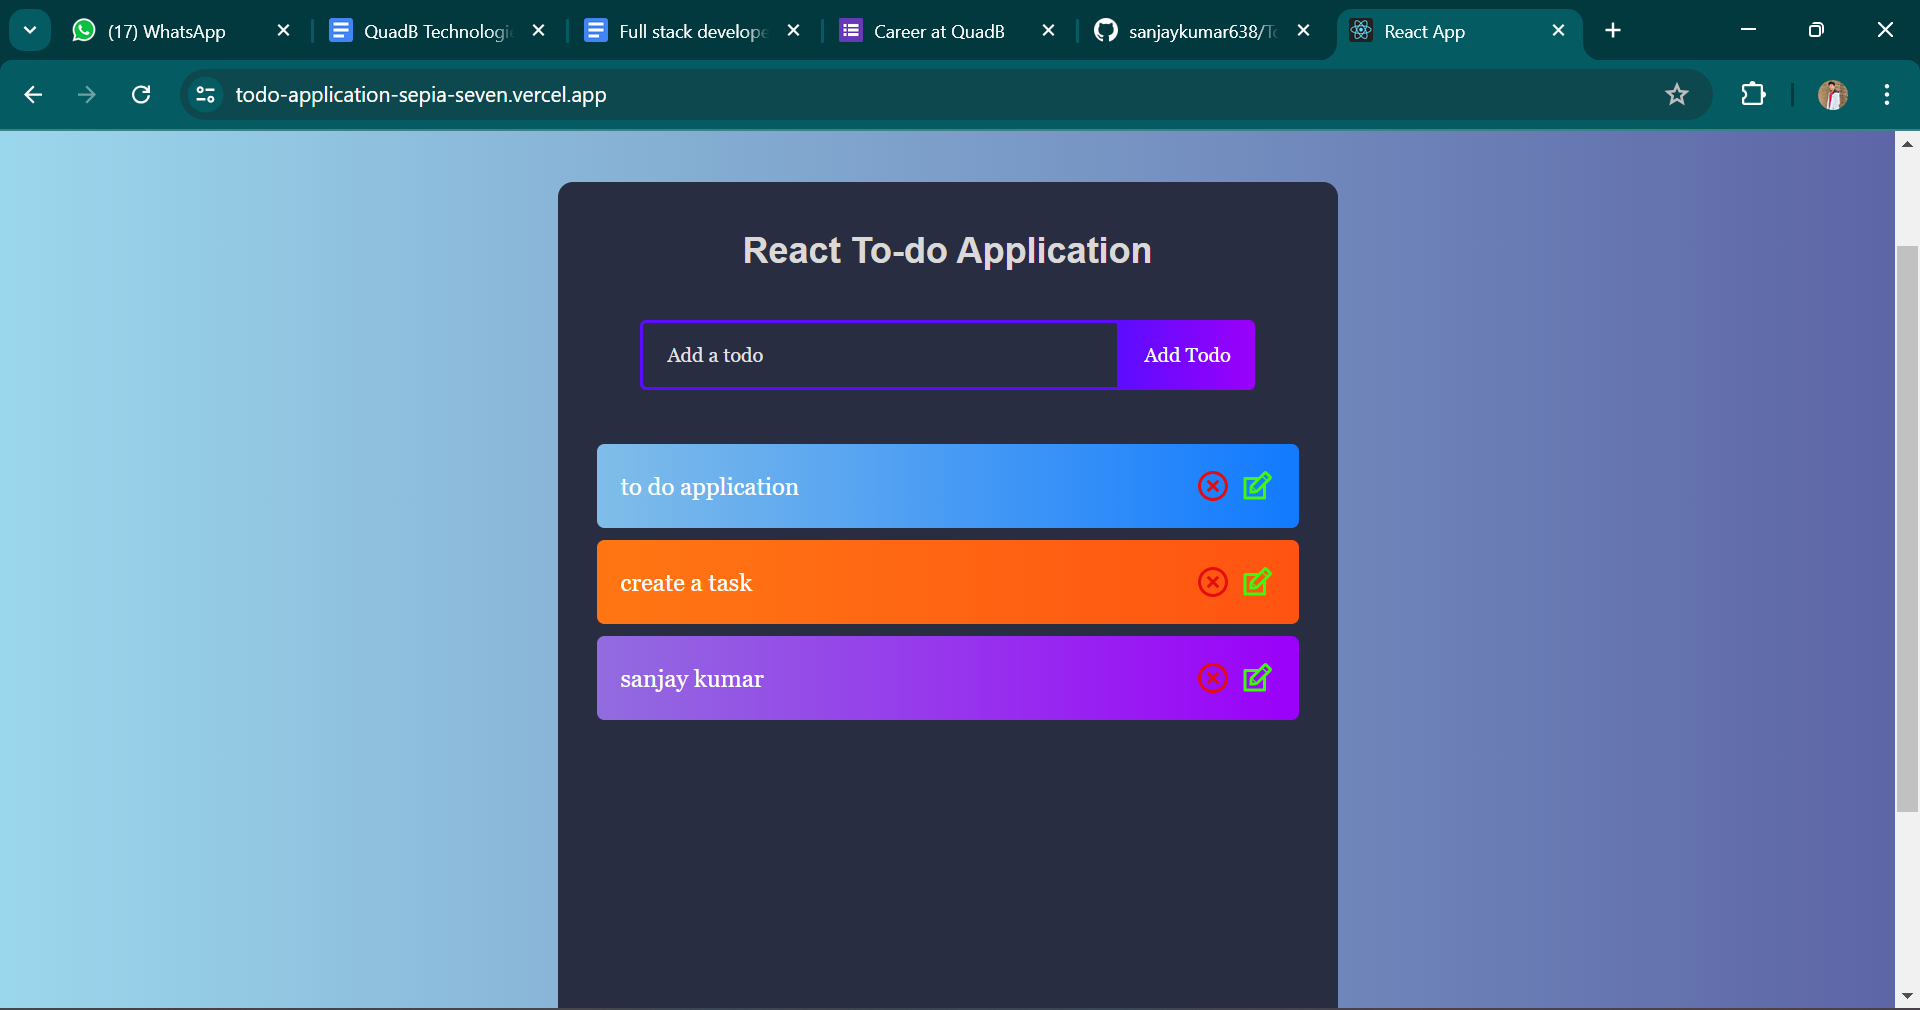 (17) WhatsApp
QuadB Technologi
Full stack develope
Career at QuadB
sanjaykumar638/To
React App
todo-application-sepia-seven.vercel.app
React To-do Application
Add a todo
Add Todo
to do application
create a task
sanjay kumar